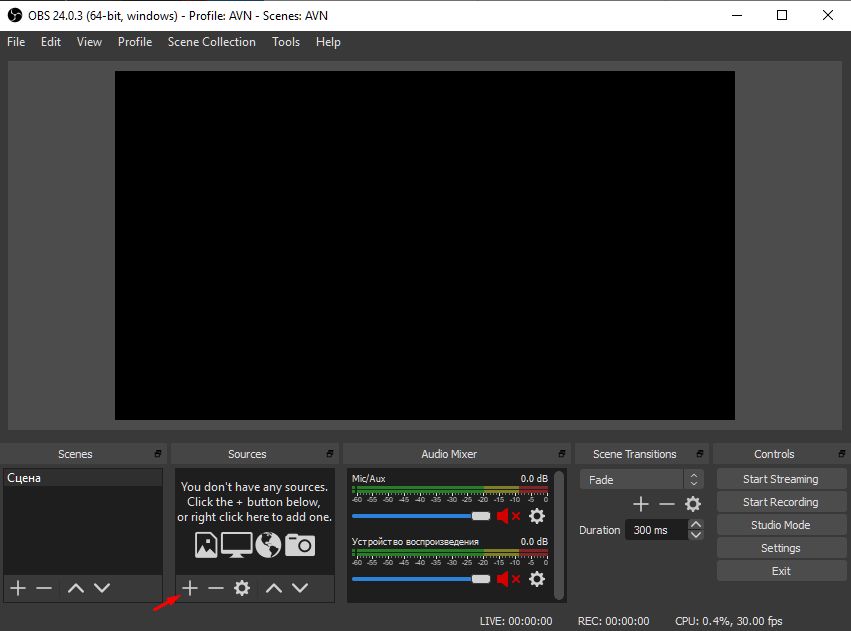 OBS 24.0.3 (64-bit, windows) - Profile: AVN - Scenes: AVN
File Edit View Profile Scene Collection Tools Help
Scenes
Сцена
Sources
You don't have any sources.
Click the + button below,
or right click here to add one.
Audio Mixer
Mic/Aux 0.0 dB
-60 -55 -50 -45 -40 -35 -30 -25 -20 -15 -10 -5 0
Устройство воспроизведения 0.0 dB
-60 -55 -50 -45 -40 -35 -30 -25 -20 -15 -10 -5 0
Scene Transitions
Fade
Duration 300 ms
Controls
Start Streaming
Start Recording
Studio Mode
Settings
Exit
LIVE: 00:00:00 REC: 00:00:00 CPU: 0.4%, 30.00 fps